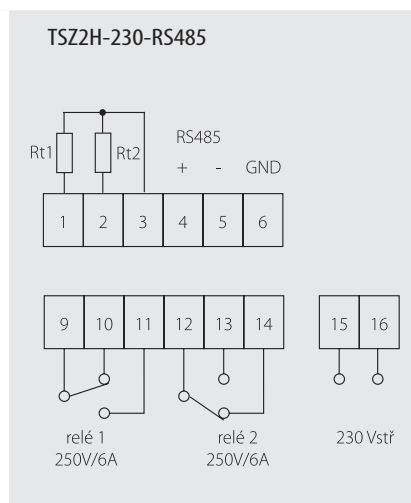 TSZ2H-230-RS485
RS485
Rt1 Rt2 + - GND
1 2 3 4 5 6
9 10 11 12 13 14 15 16
relé 1 relé 2 230 Vstř
250V/6A 250V/6A